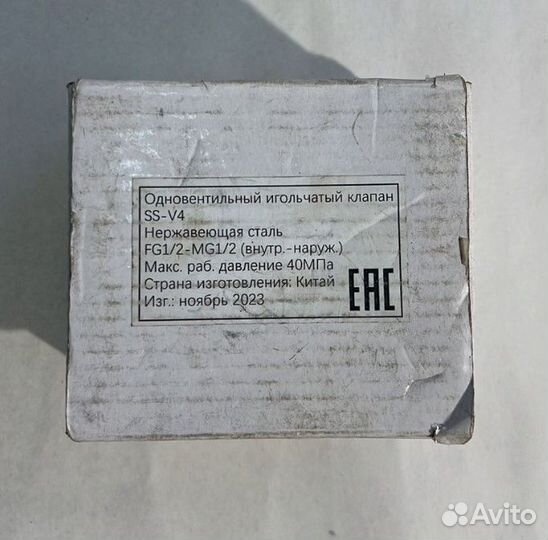 Одновентильный игольчатый клапан
SS-V4
Нержавеющая сталь
FG1/2-MG1/2 (внутр.-наруж.)
Макс. раб. давление 40МПа
Страна изготовления: Китай
Изг.: ноябрь 2023
EAC
Avito